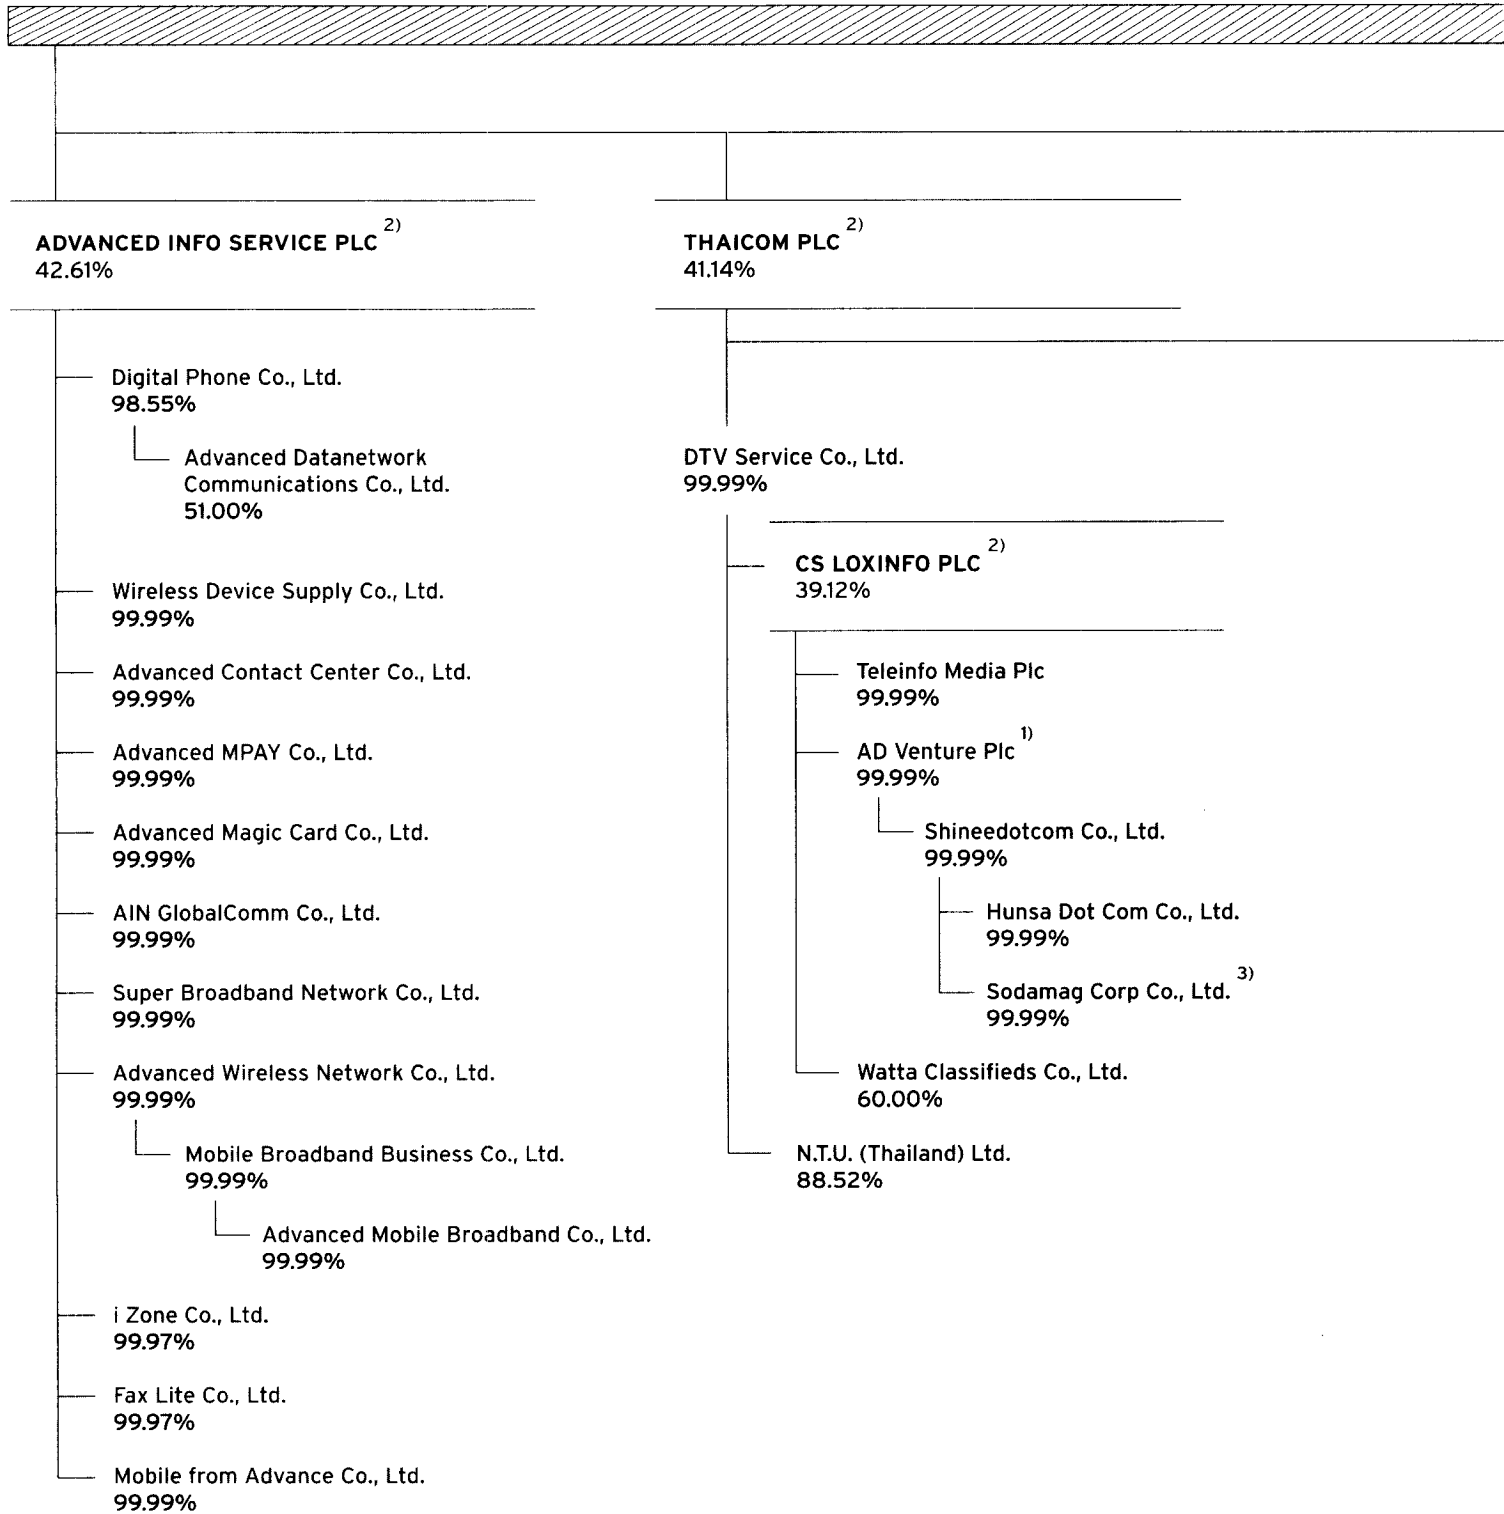 ADVANCED INFO SERVICE PLC 2)
42.61%
Digital Phone Co., Ltd.
98.55%
Advanced Datanetwork
Communications Co., Ltd.
51.00%
Wireless Device Supply Co., Ltd.
99.99%
Advanced Contact Center Co., Ltd.
99.99%
Advanced MPAY Co., Ltd.
99.99%
Advanced Magic Card Co., Ltd.
99.99%
AIN GlobalComm Co., Ltd.
99.99%
Super Broadband Network Co., Ltd.
99.99%
Advanced Wireless Network Co., Ltd.
99.99%
Mobile Broadband Business Co., Ltd.
99.99%
Advanced Mobile Broadband Co., Ltd.
99.99%
i Zone Co., Ltd.
99.97%
Fax Lite Co., Ltd.
99.97%
Mobile from Advance Co., Ltd.
99.99%
THAICOM PLC 2)
41.14%
DTV Service Co., Ltd.
99.99%
CS LOXINFO PLC 2)
39.12%
Teleinfo Media Plc
99.99%
AD Venture Plc 1)
99.99%
Shineedotcom Co., Ltd.
99.99%
Hunsa Dot Com Co., Ltd.
99.99%
Sodamag Corp Co., Ltd. 3)
99.99%
Watta Classifieds Co., Ltd.
60.00%
N.T.U. (Thailand) Ltd.
88.52%